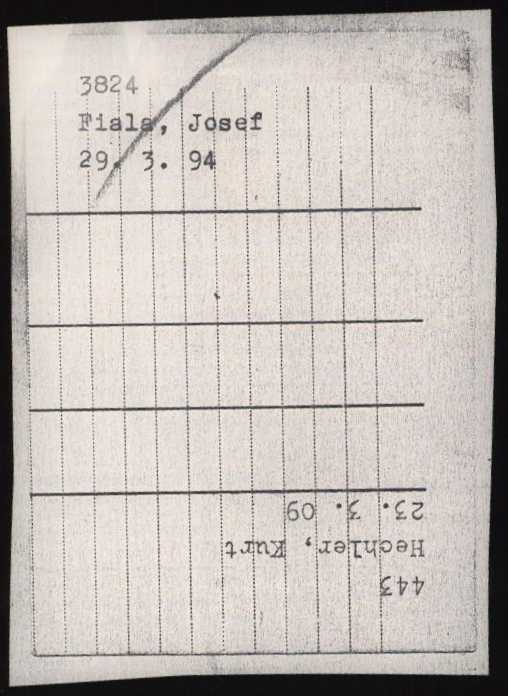 3824
Fiala, Josef
29. 3. 94
443
Hechler, Kurt
23. 3. 09